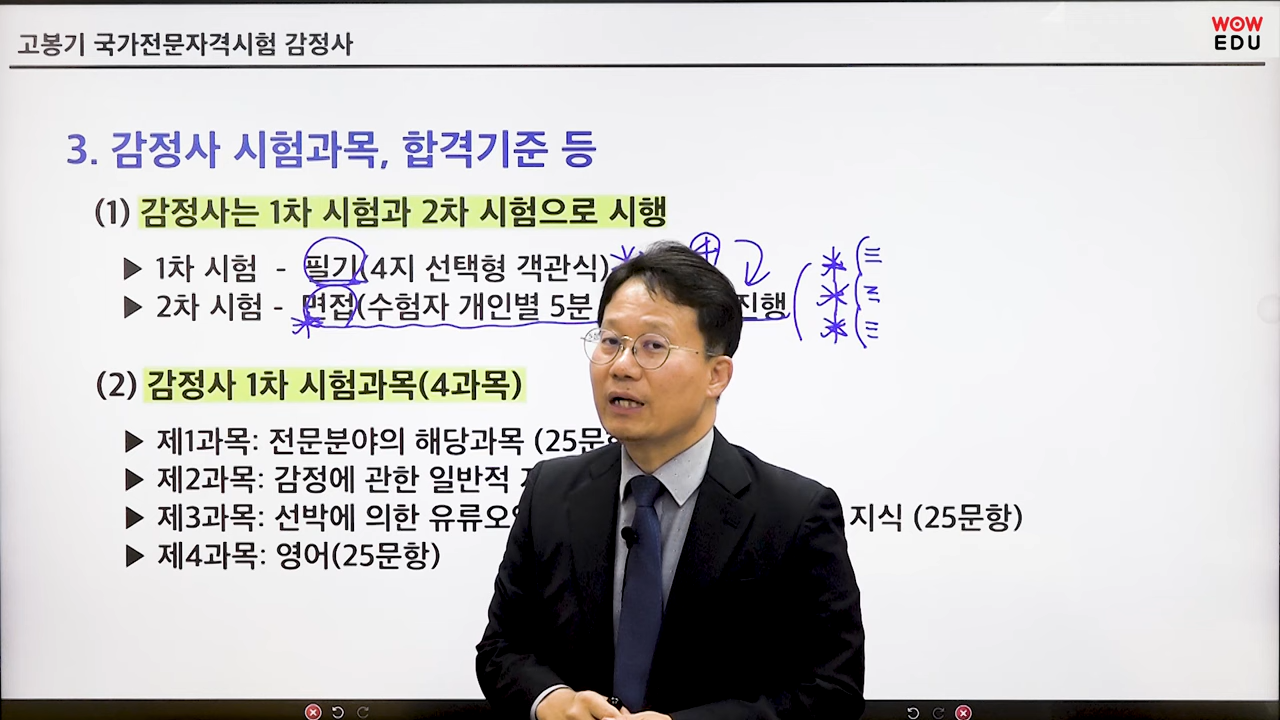 고봉기 국가전문자격시험 감정사
WOW
EDU
3. 감정사 시험과목, 합격기준 등
(1) 감정사는 1차 시험과 2차 시험으로 시행
▶ 1차 시험 - 필기(4지 선택형 객관식)
▶ 2차 시험 - 면접(수험자 개인별 5분 진행
(2) 감정사 1차 시험과목(4과목)
▶ 제1과목: 전문분야의 해당과목 (25문항
▶ 제2과목: 감정에 관한 일반적
▶ 제3과목: 선박에 의한 지식 (25문항)
▶ 제4과목: 영어(25문항)